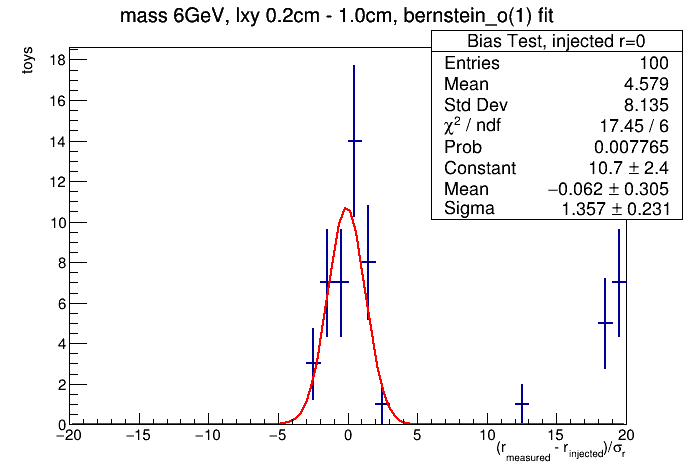 mass 6GeV, lxy 0.2cm - 1.0cm, bernstein_o(1) fit
toys
Bias Test, injected r=0
Entries 100
Mean 4.579
Std Dev 8.135
χ² / ndf 17.45 / 6
Prob 0.007765
Constant 10.7 ± 2.4
Mean −0.062 ± 0.305
Sigma 1.357 ± 0.231
18
16
14
12
10
8
6
4
2
0
−20 −15 −10 −5 0 5 10 15 20
(r_measured - r_injected)/σ_r